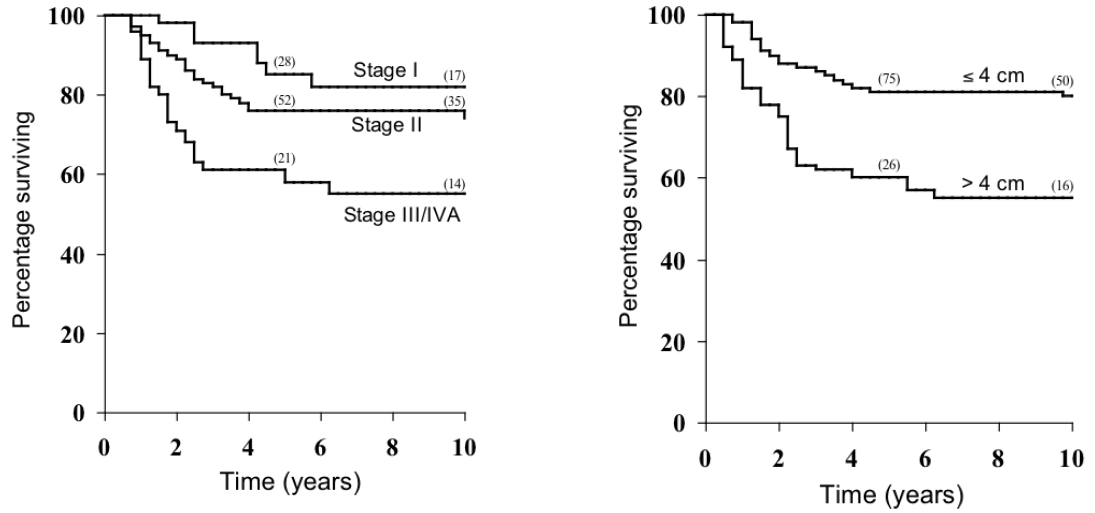 Percentage surviving
100
80
60
40
20
0
(28)
Stage I
(17)
(52)
(35)
Stage II
(21)
(14)
Stage III/IVA
0 2 4 6 8 10
Time (years)
Percentage surviving
100
80
60
40
20
0
(75)
≤ 4 cm
(50)
(26)
> 4 cm
(16)
0 2 4 6 8 10
Time (years)